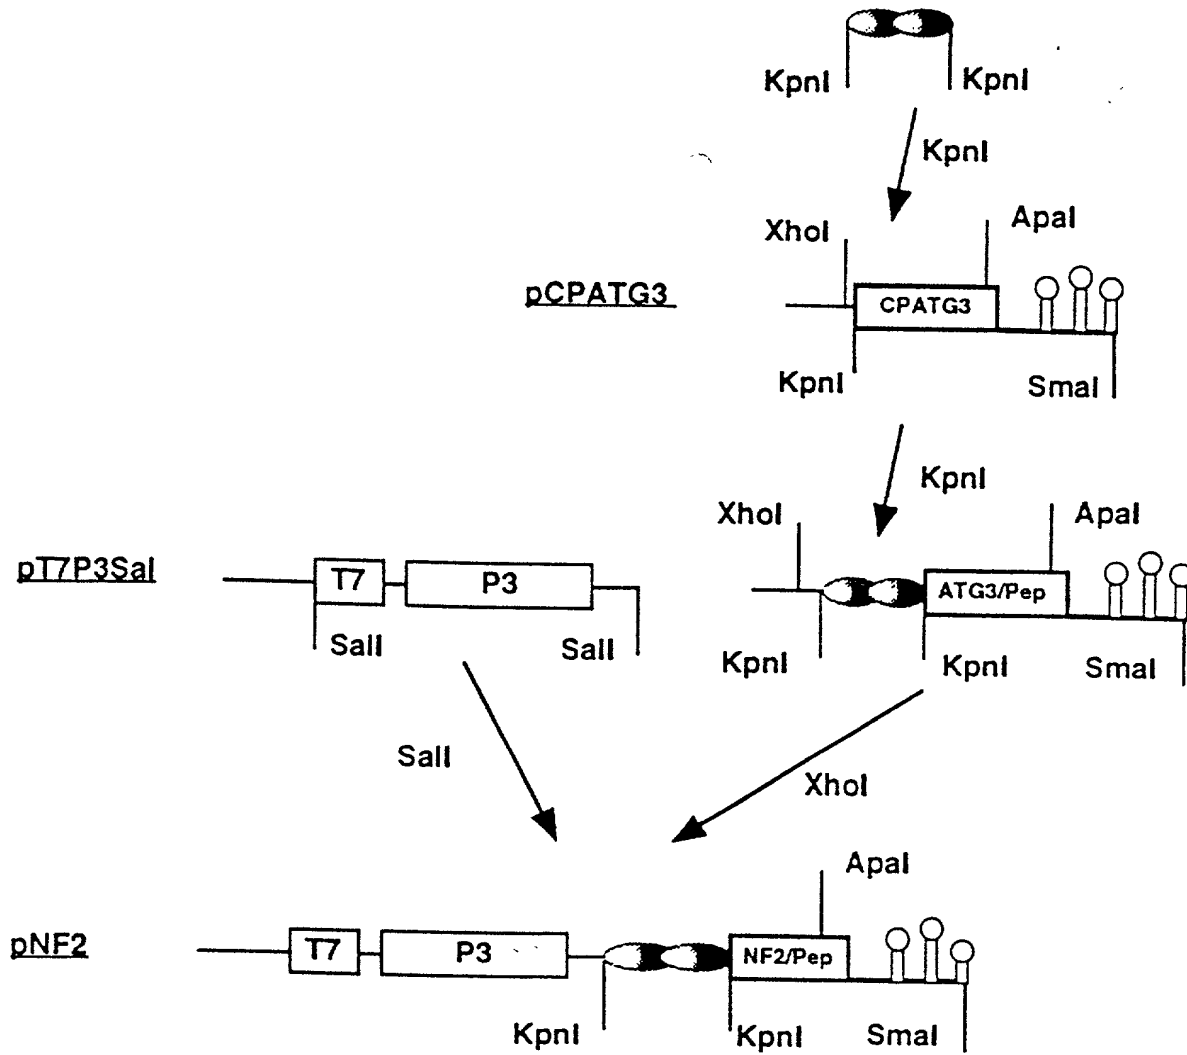 KpnI KpnI
KpnI
XhoI ApaI
pCPATG3 CPATG3
KpnI SmaI
KpnI
XhoI ApaI
pT7P3Sal T7 P3 ATG3/Pep
SalI SalI KpnI KpnI SmaI
SalI XhoI
ApaI
pNF2 T7 P3 NF2/Pep
KpnI KpnI SmaI